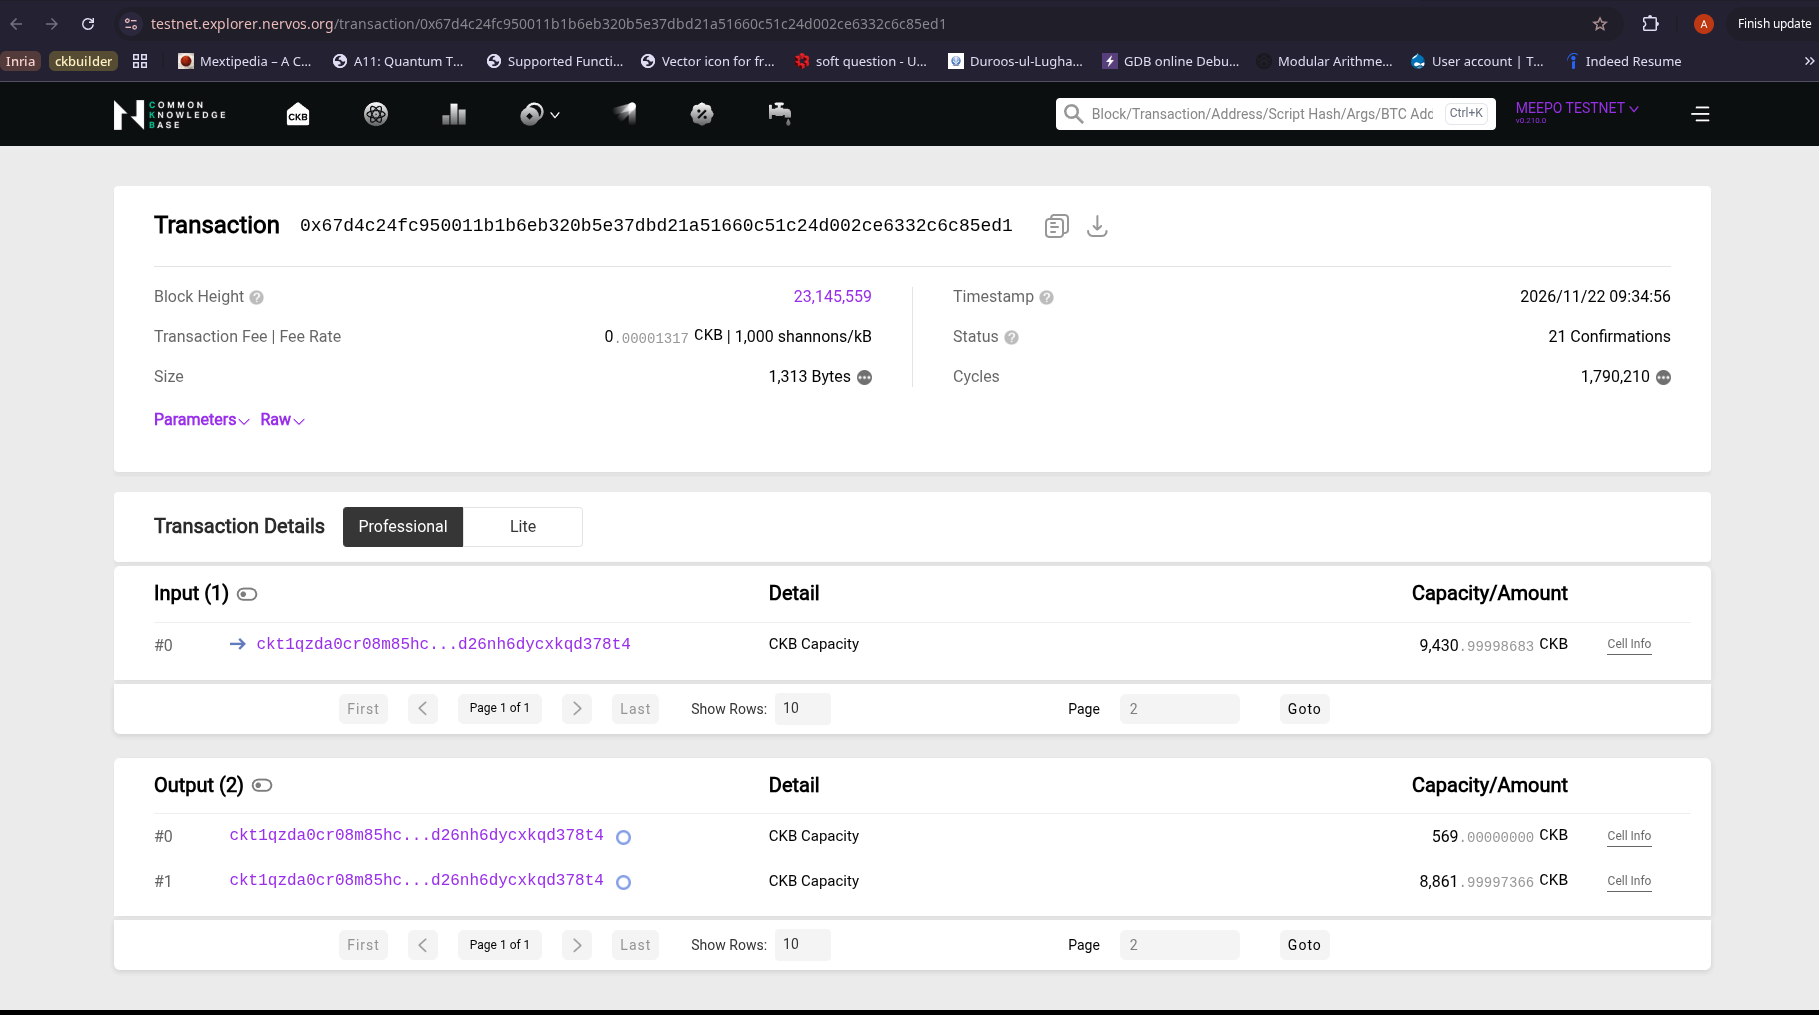 testnet.explorer.nervos.org/transaction/0x67d4c24fc950011b1b6eb320b5e37dbd21a51660c51c24d002ce6332c6c85ed1 A Finish update
Inria ckbuilder Mextipedia – A C... A11: Quantum T... Supported Functi... Vector icon for fr... soft question - U... Duroos-ul-Lugha... GDB online Debu... Modular Arithme... User account | T... Indeed Resume »
COMMON KNOWLEDGE BASE CKB Block/Transaction/Address/Script Hash/Args/BTC Add Ctrl+K MEEPO TESTNET
v0.210.0
Transaction 0x67d4c24fc950011b1b6eb320b5e37dbd21a51660c51c24d002ce6332c6c85ed1
Block Height ? 23,145,559 Timestamp ? 2026/11/22 09:34:56
Transaction Fee | Fee Rate 0.00001317 CKB | 1,000 shannons/kB Status ? 21 Confirmations
Size 1,313 Bytes Cycles 1,790,210
Parameters Raw
Transaction Details Professional Lite
Input (1) Detail Capacity/Amount
#0 ckt1qzda0cr08m85hc...d26nh6dycxkqd378t4 CKB Capacity 9,430.99998683 CKB Cell Info
First Page 1 of 1 Last Show Rows: 10 Page 2 Goto
Output (2) Detail Capacity/Amount
#0 ckt1qzda0cr08m85hc...d26nh6dycxkqd378t4 CKB Capacity 569.00000000 CKB Cell Info
#1 ckt1qzda0cr08m85hc...d26nh6dycxkqd378t4 CKB Capacity 8,861.99997366 CKB Cell Info
First Page 1 of 1 Last Show Rows: 10 Page 2 Goto